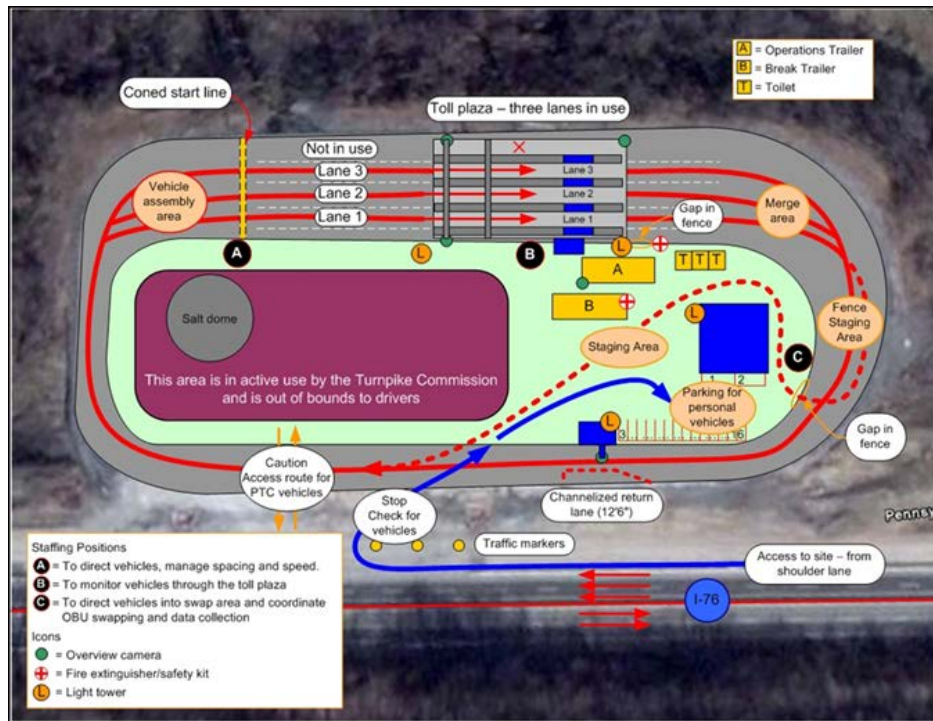 A = Operations Trailer
B = Break Trailer
T = Toilet
Coned start line
Toll plaza – three lanes in use
Not in use
Lane 3
Lane 2
Lane 1
Lane 3
Lane 2
Lane 1
Vehicle
assembly
area
Merge
area
Gap in
fence
A
L
B
L
A
T T T
B
L
Salt dome
Staging Area
Fence
Staging
Area
C
This area is in active use by the Turnpike Commission
and is out of bounds to drivers
1 2
Parking for
personal
vehicles
L
3 16
Gap in
fence
Caution
Access route for
PTC vehicles
Stop
Check for
vehicles
Channelized return
lane (12'6")
Pennsy
Traffic markers
Access to site – from
shoulder lane
I-76
Staffing Positions
A = To direct vehicles, manage spacing and speed.
B = To monitor vehicles through the toll plaza
C = To direct vehicles into swap area and coordinate
OBU swapping and data collection
Icons
= Overview camera
= Fire extinguisher/safety kit
L = Light tower